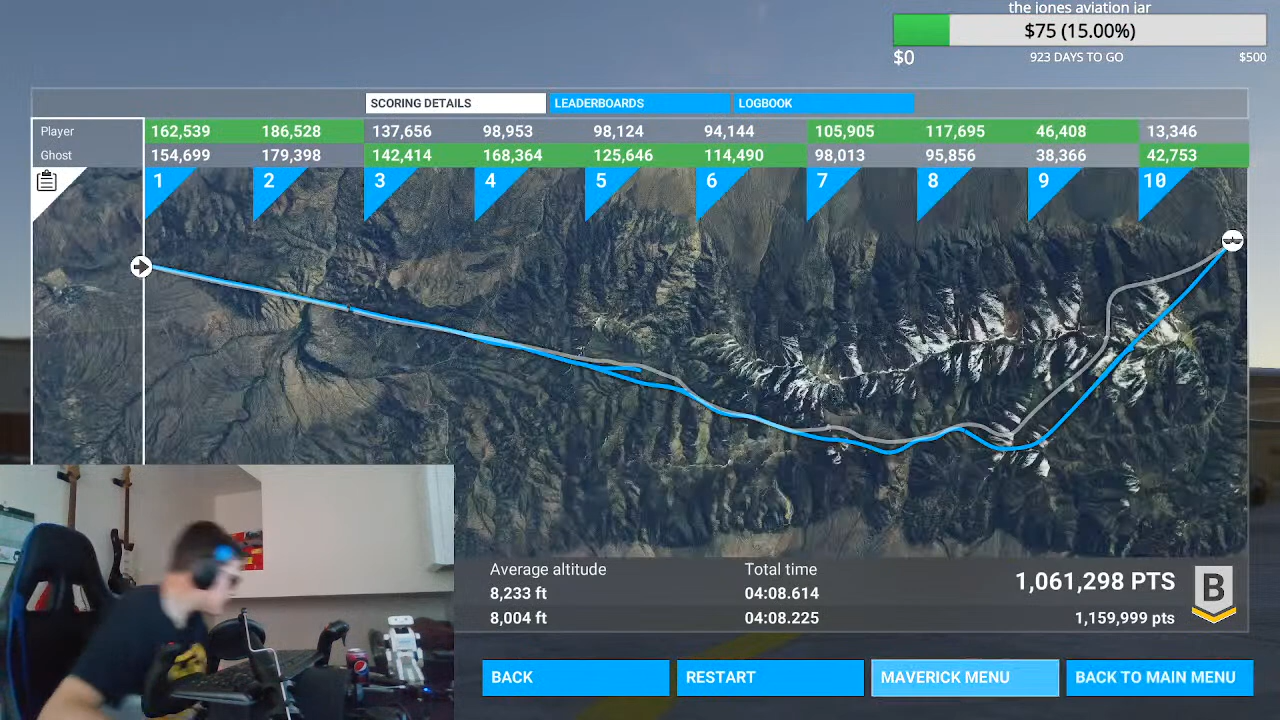 the jones aviation jar
$75 (15.00%)
$0 923 DAYS TO GO $500
SCORING DETAILS LEADERBOARDS LOGBOOK
Player 162,539 186,528 137,656 98,953 98,124 94,144 105,905 117,695 46,408 13,346
Ghost 154,699 179,398 142,414 168,364 125,646 114,490 98,013 95,856 38,366 42,753
1 2 3 4 5 6 7 8 9 10
Average altitude Total time
8,233 ft 04:08.614 1,061,298 PTS B
8,004 ft 04:08.225 1,159,999 pts
BACK RESTART MAVERICK MENU BACK TO MAIN MENU